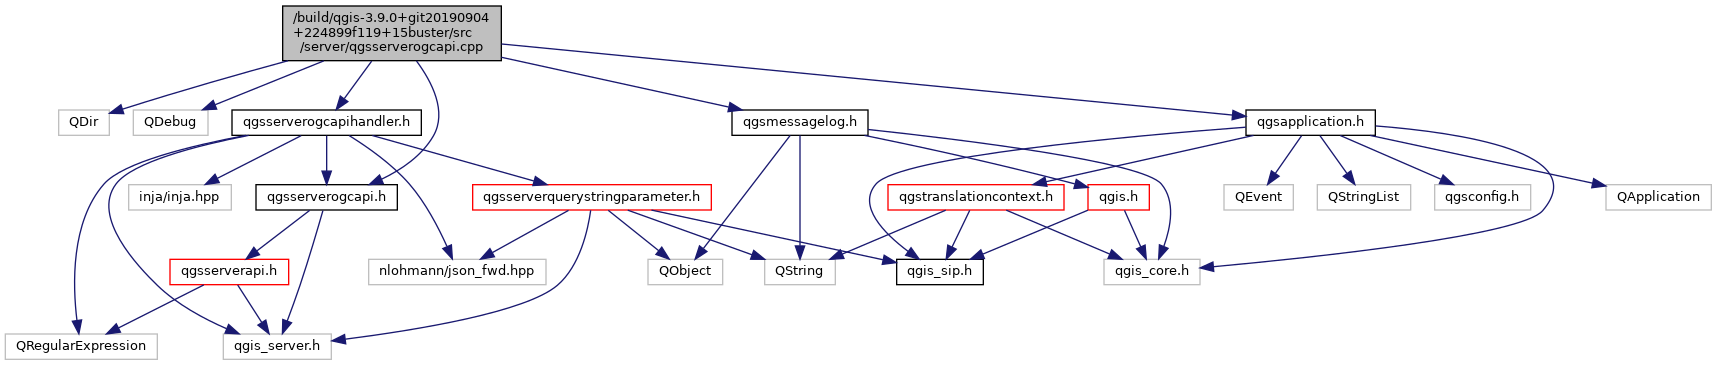 /build/qgis-3.9.0+git20190904
+224899f119+15buster/src
/server/qgsserverogcapi.cpp
QDir
QDebug
qgsserverogcapihandler.h
qgsmessagelog.h
qgsapplication.h
inja/inja.hpp
qgsserverogcapi.h
qgsserverquerystringparameter.h
qgstranslationcontext.h
qgis.h
QEvent
QStringList
qgsconfig.h
QApplication
qgsserverapi.h
nlohmann/json_fwd.hpp
QObject
QString
qgis_sip.h
qgis_core.h
QRegularExpression
qgis_server.h